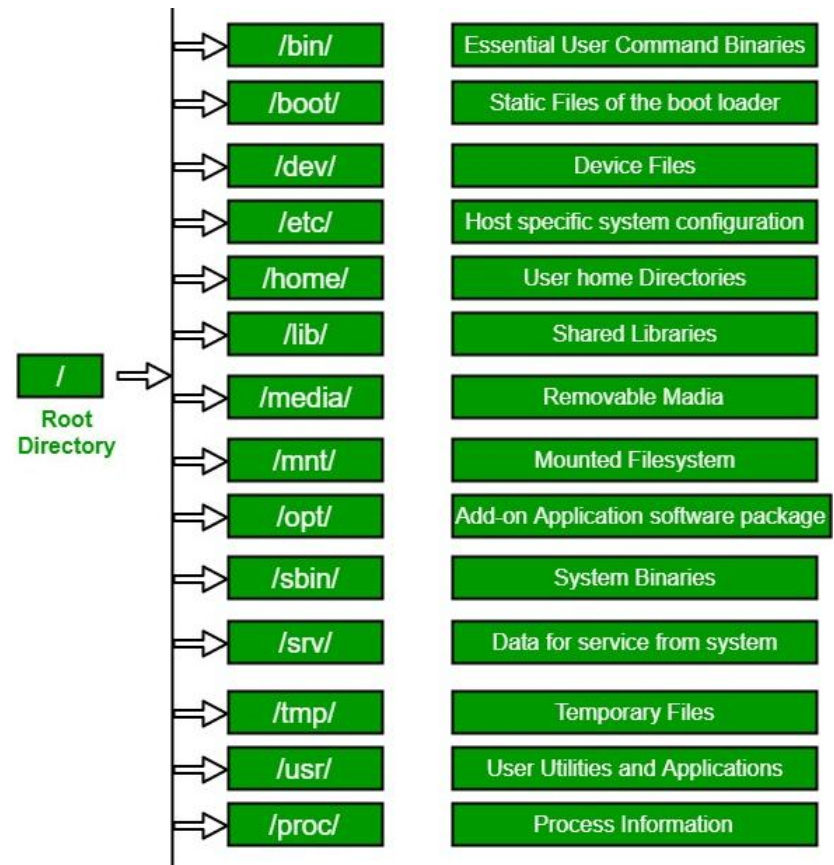 /bin/ Essential User Command Binaries
/boot/ Static Files of the boot loader
/dev/ Device Files
/etc/ Host specific system configuration
/home/ User home Directories
/lib/ Shared Libraries
/
Root
Directory
/media/ Removable Madia
/mnt/ Mounted Filesystem
/opt/ Add-on Application software package
/sbin/ System Binaries
/srv/ Data for service from system
/tmp/ Temporary Files
/usr/ User Utilities and Applications
/proc/ Process Information